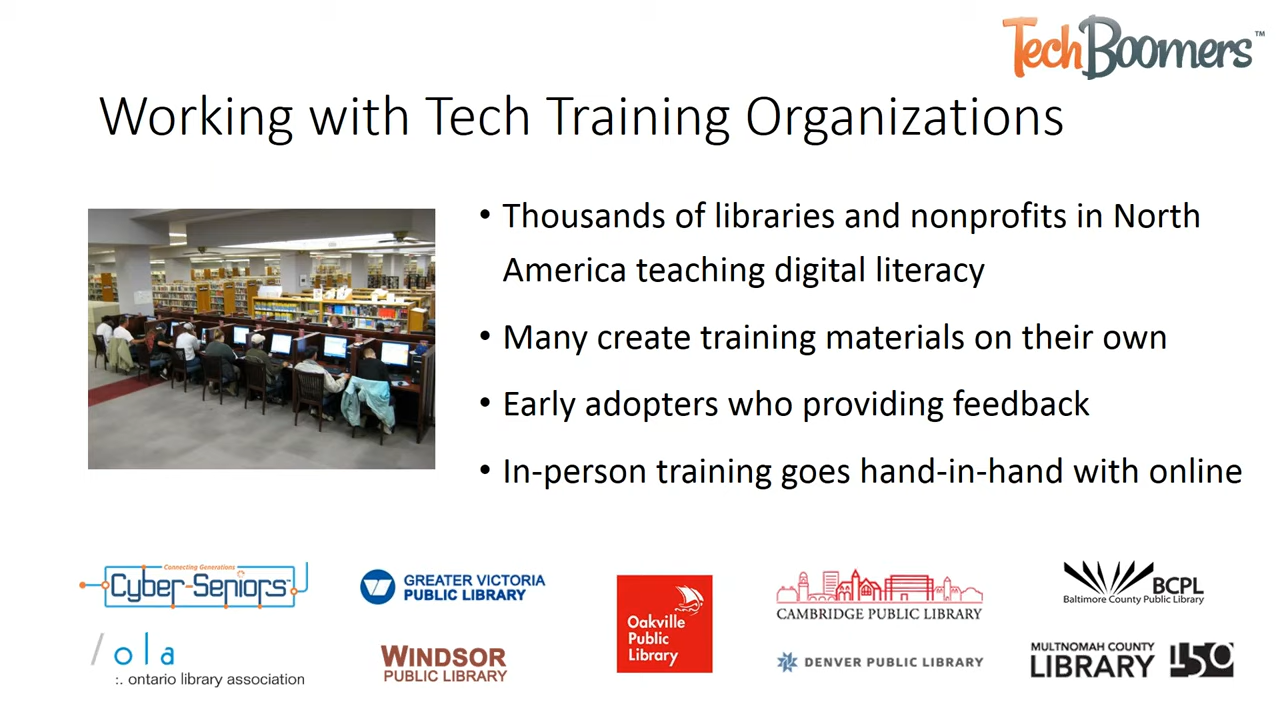 TechBoomers™
Working with Tech Training Organizations
• Thousands of libraries and nonprofits in North
America teaching digital literacy
• Many create training materials on their own
• Early adopters who providing feedback
• In-person training goes hand-in-hand with online
Connecting Generations
Cyber-Seniors™
GREATER VICTORIA
PUBLIC LIBRARY
Oakville
Public
Library
CAMBRIDGE PUBLIC LIBRARY
BCPL
Baltimore County Public Library
/ola
:. ontario library association
WINDSOR
PUBLIC LIBRARY
DENVER PUBLIC LIBRARY
MULTNOMAH COUNTY
LIBRARY 150